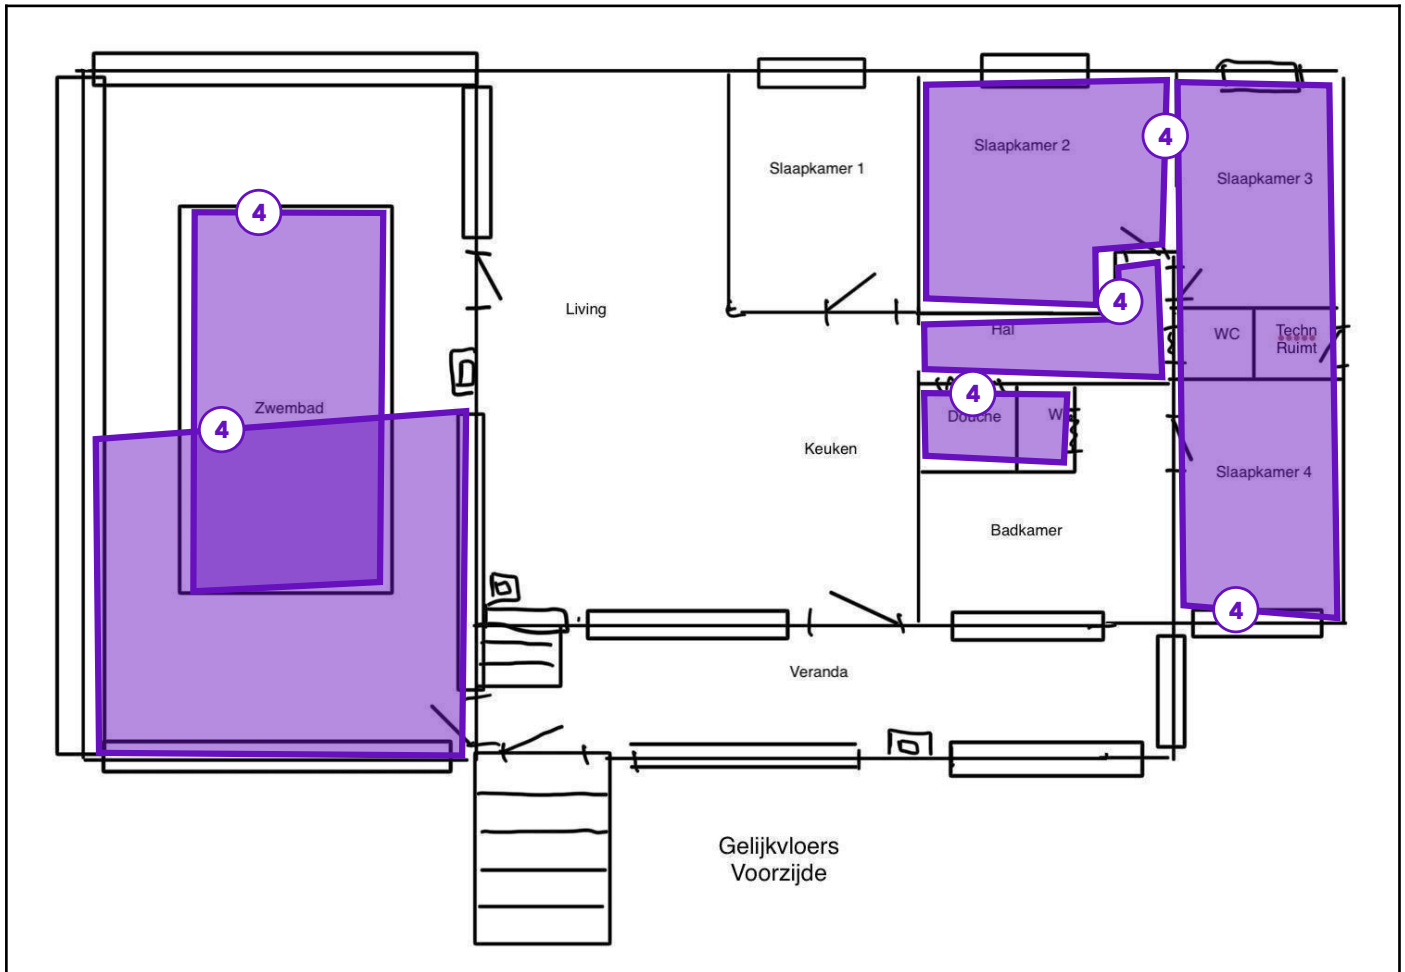 4
Slaapkamer 2
Slaapkamer 1
Slaapkamer 3
4
4
Living
Hal
WC
Techn
Ruimt
Zwembad
4
4
Douche
W
Keuken
Slaapkamer 4
Badkamer
4
Veranda
Gelijkvloers
Voorzijde